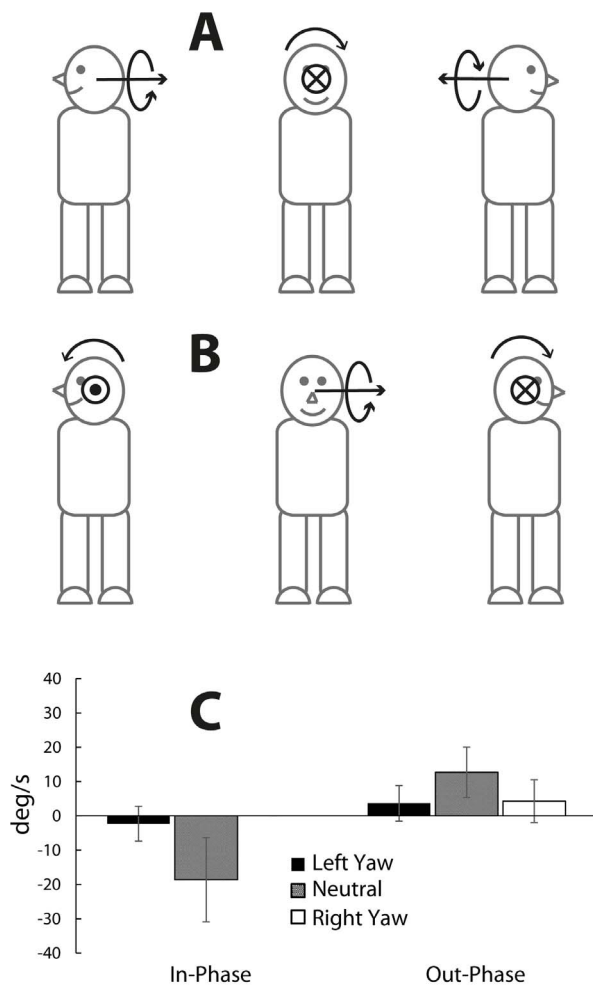 A
B
C
40
30
20
10
0
-10
-20
-30
-40
deg/s
Left Yaw
Neutral
Right Yaw
In-Phase
Out-Phase